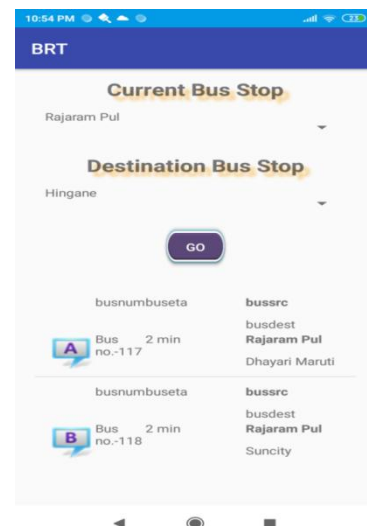 10:54 PM 23
BRT
Current Bus Stop
Rajaram Pul
Destination Bus Stop
Hingane
GO
busnumbuseta bussrc
busdest
A Bus no.-117 2 min Rajaram Pul
Dhayari Maruti
busnumbuseta bussrc
busdest
B Bus no.-118 2 min Rajaram Pul
Suncity